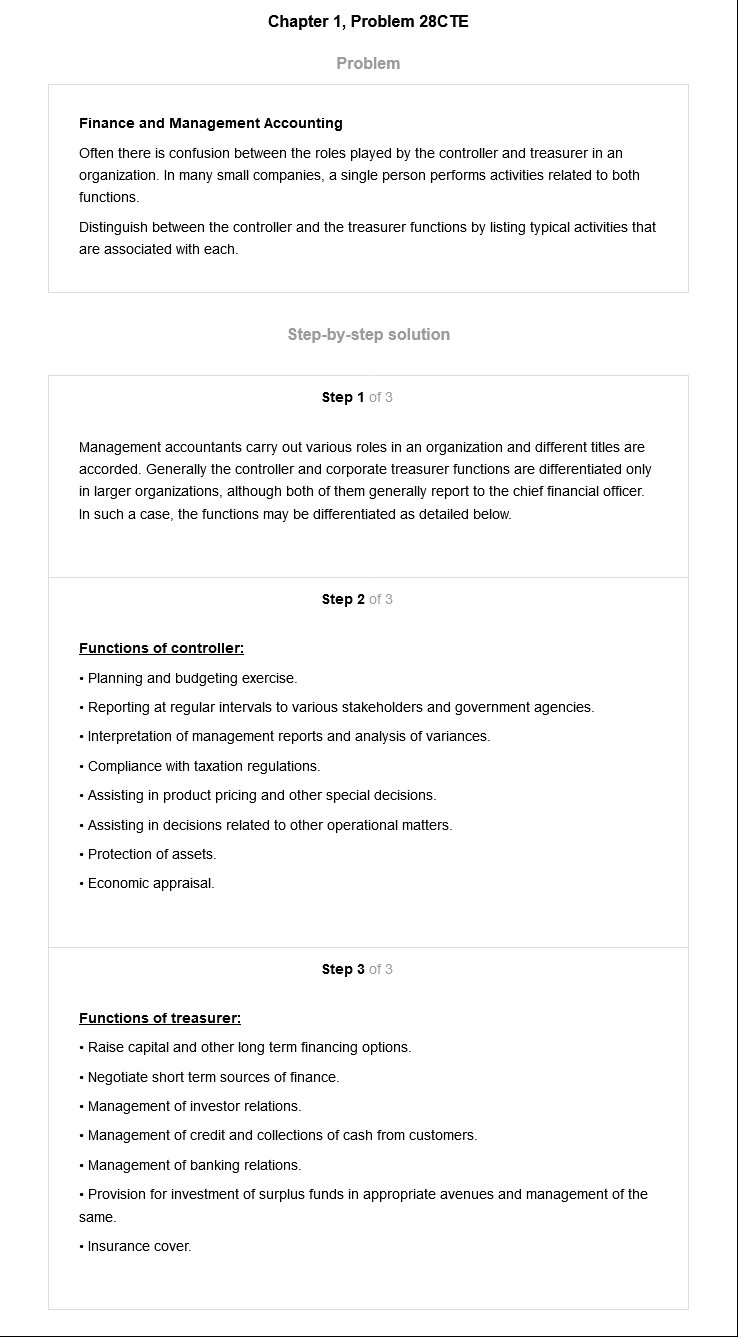 Chapter 1, Problem 28CTE
Problem
Finance and Management Accounting
Often there is confusion between the roles played by the controller and treasurer in an
organization. In many small companies, a single person performs activities related to both
functions.
Distinguish between the controller and the treasurer functions by listing typical activities that
are associated with each.
Step-by-step solution
Step 1 of 3
Management accountants carry out various roles in an organization and different titles are
accorded. Generally the controller and corporate treasurer functions are differentiated only
in larger organizations, although both of them generally report to the chief financial officer.
In such a case, the functions may be differentiated as detailed below.
Step 2 of 3
Functions of controller:
• Planning and budgeting exercise.
• Reporting at regular intervals to various stakeholders and government agencies.
• Interpretation of management reports and analysis of variances.
• Compliance with taxation regulations.
• Assisting in product pricing and other special decisions.
• Assisting in decisions related to other operational matters.
• Protection of assets.
• Economic appraisal.
Step 3 of 3
Functions of treasurer:
• Raise capital and other long term financing options.
• Negotiate short term sources of finance.
• Management of investor relations.
• Management of credit and collections of cash from customers.
• Management of banking relations.
• Provision for investment of surplus funds in appropriate avenues and management of the
same.
• Insurance cover.